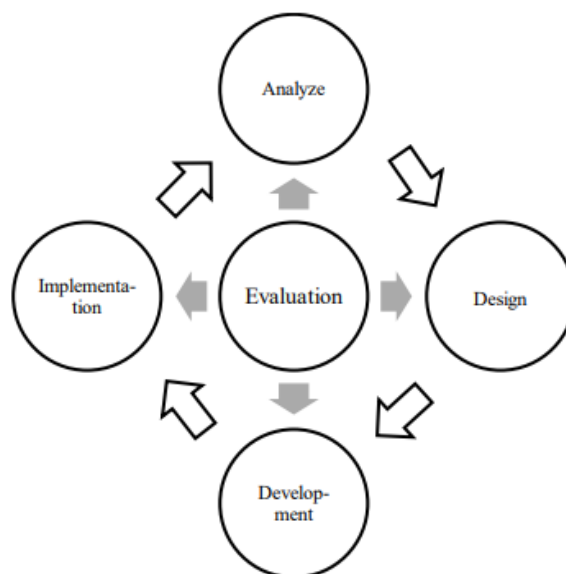 Analyze
Implementa-
tion
Evaluation
Design
Develop-
ment